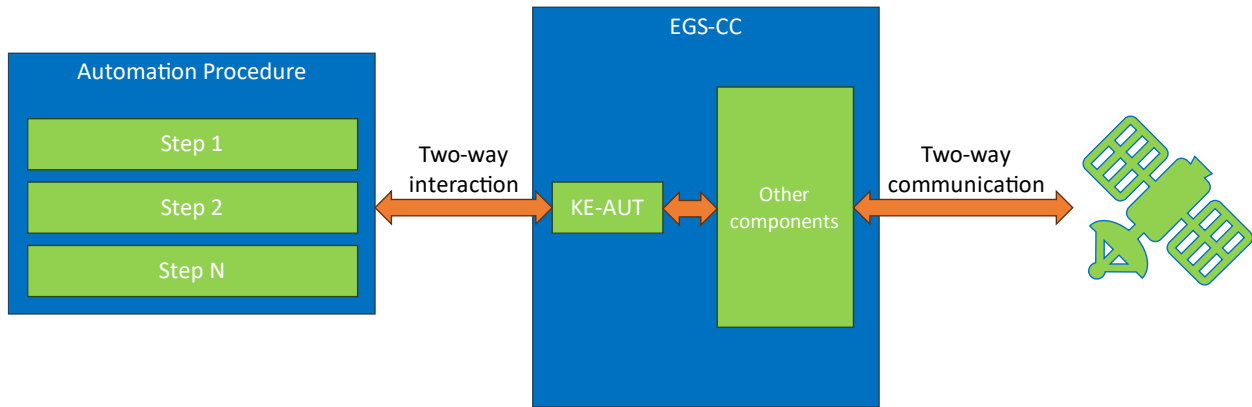 Automation Procedure
Step 1
Step 2
Step N
Two-way
interaction
EGS-CC
KE-AUT
Other
components
Two-way
communication